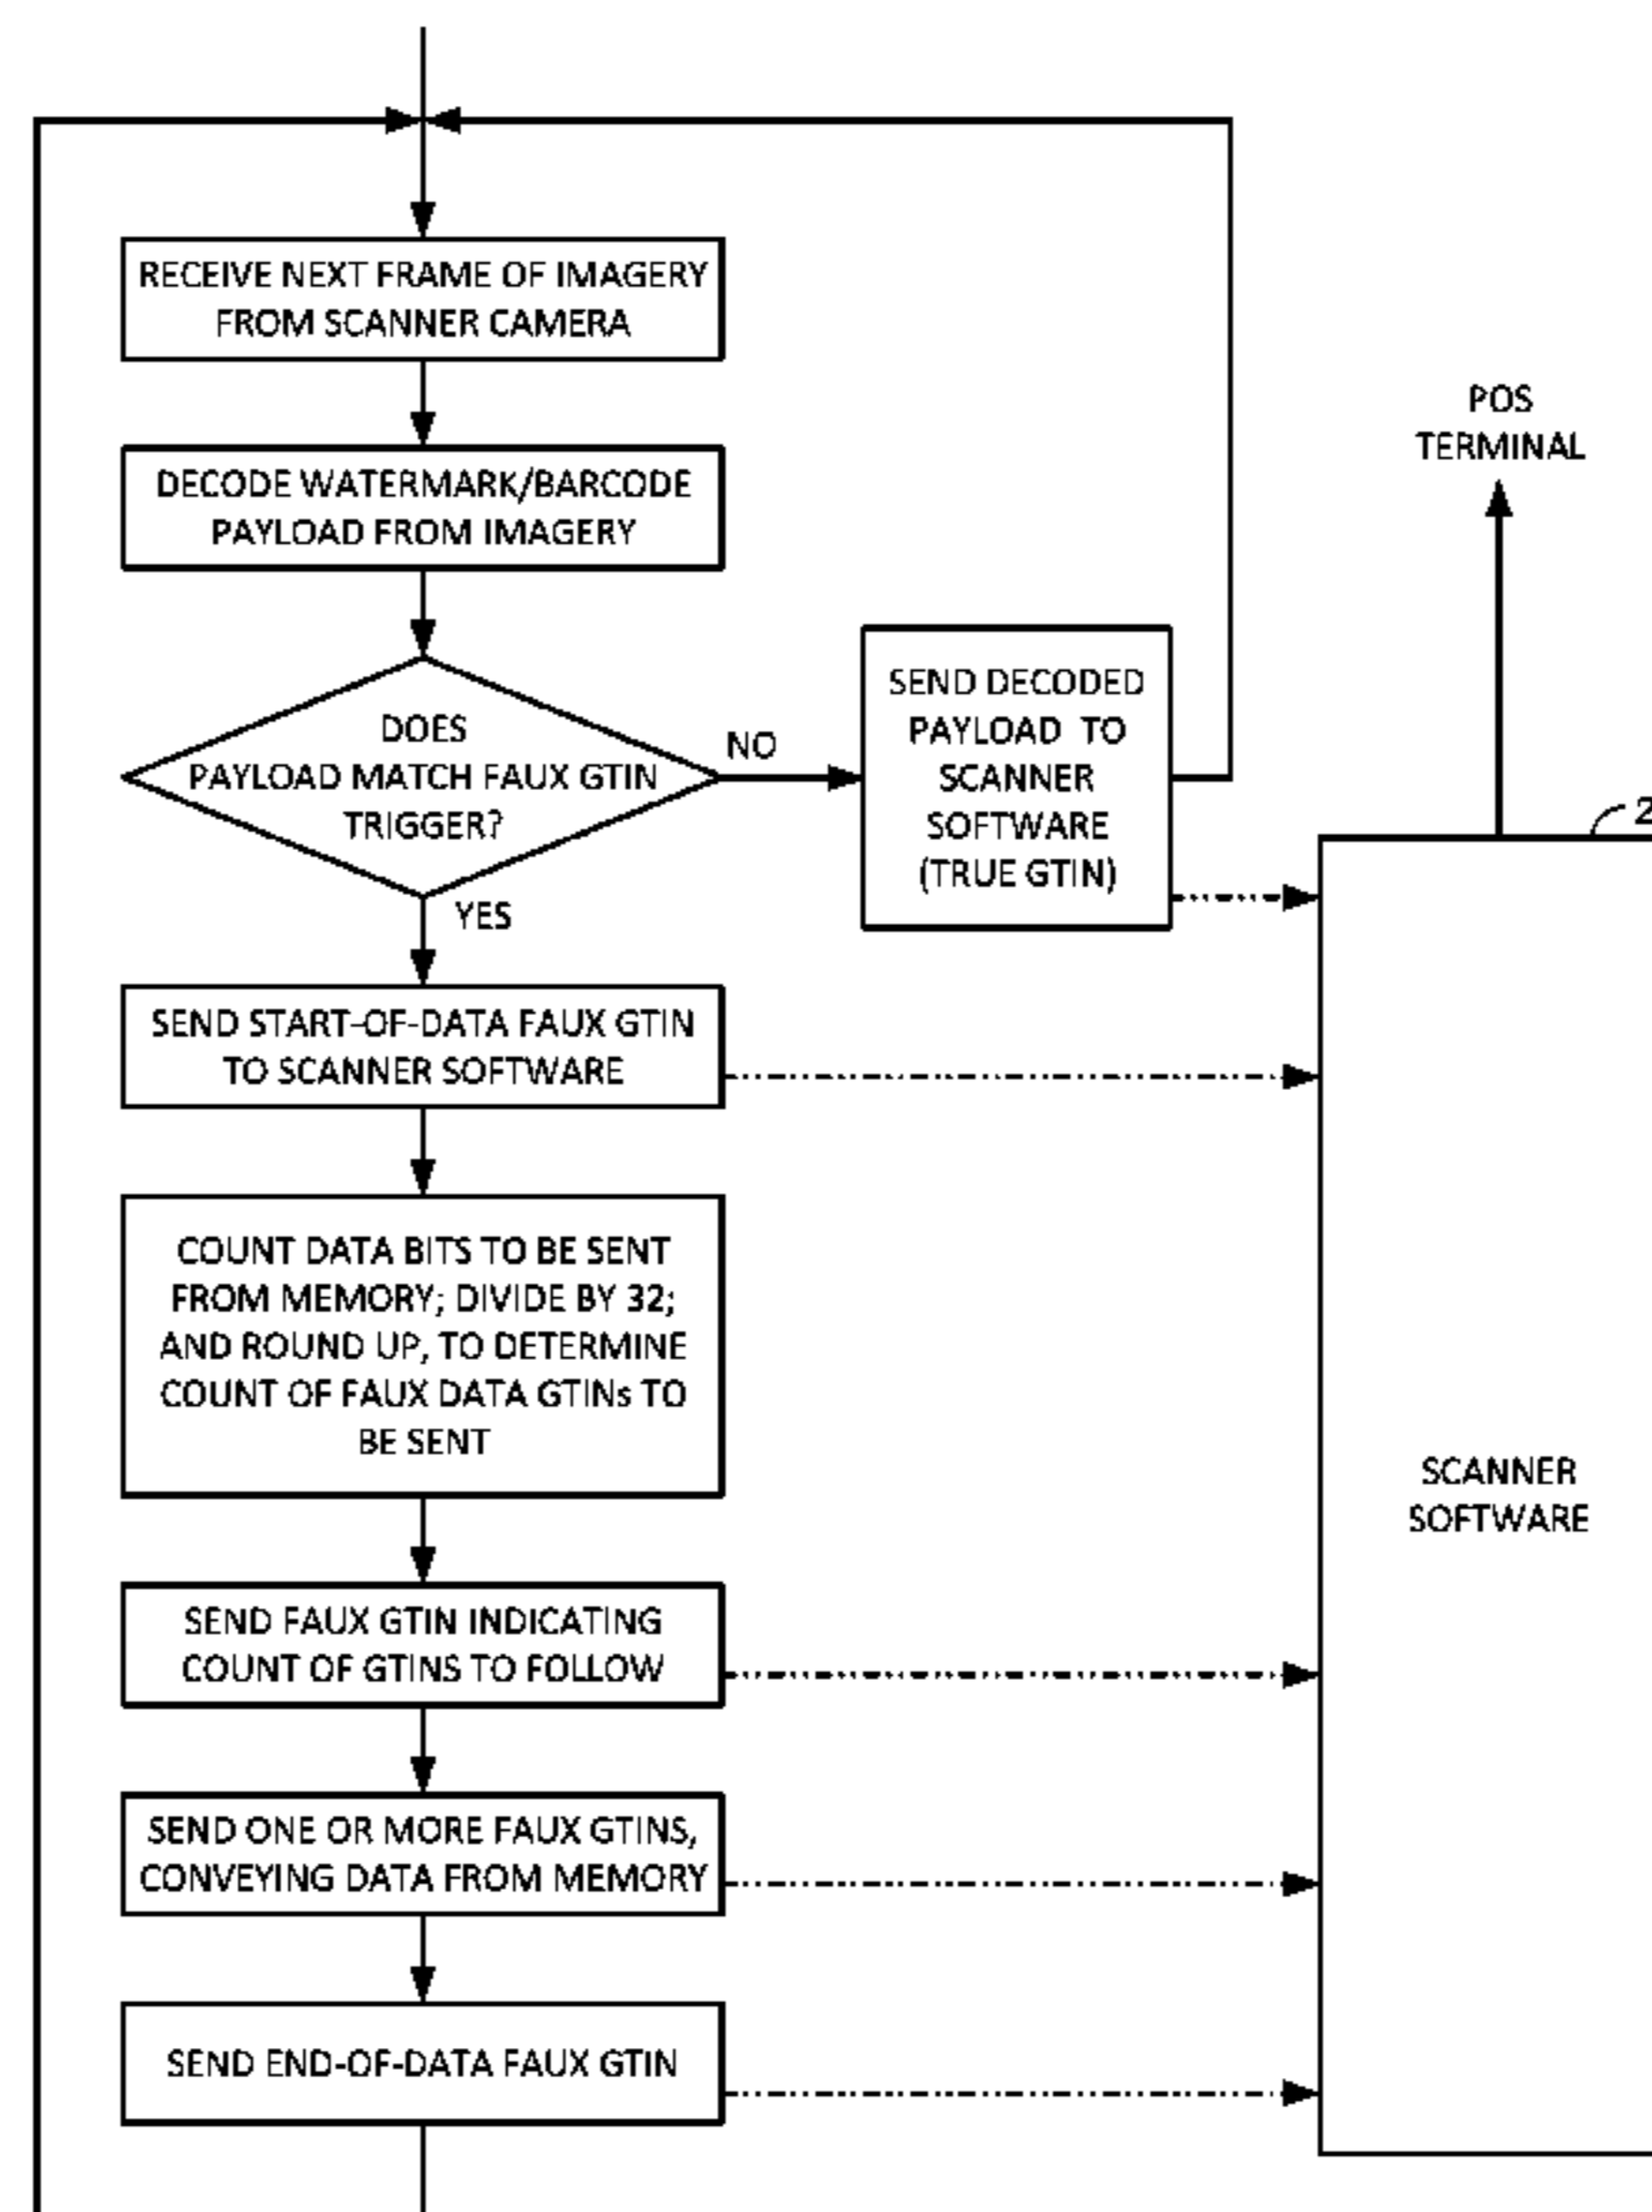 RECEIVE NEXT FRAME OF IMAGERY
FROM SCANNER CAMERA
DECODE WATERMARK/BARCODE
PAYLOAD FROM IMAGERY
DOES
PAYLOAD MATCH FAUX GTIN
TRIGGER?
NO
YES
SEND DECODED
PAYLOAD TO
SCANNER
SOFTWARE
(TRUE GTIN)
POS
TERMINAL
2
SEND START-OF-DATA FAUX GTIN
TO SCANNER SOFTWARE
COUNT DATA BITS TO BE SENT
FROM MEMORY; DIVIDE BY 32;
AND ROUND UP, TO DETERMINE
COUNT OF FAUX DATA GTINs TO
BE SENT
SCANNER
SOFTWARE
SEND FAUX GTIN INDICATING
COUNT OF GTINS TO FOLLOW
SEND ONE OR MORE FAUX GTINS,
CONVEYING DATA FROM MEMORY
SEND END-OF-DATA FAUX GTIN